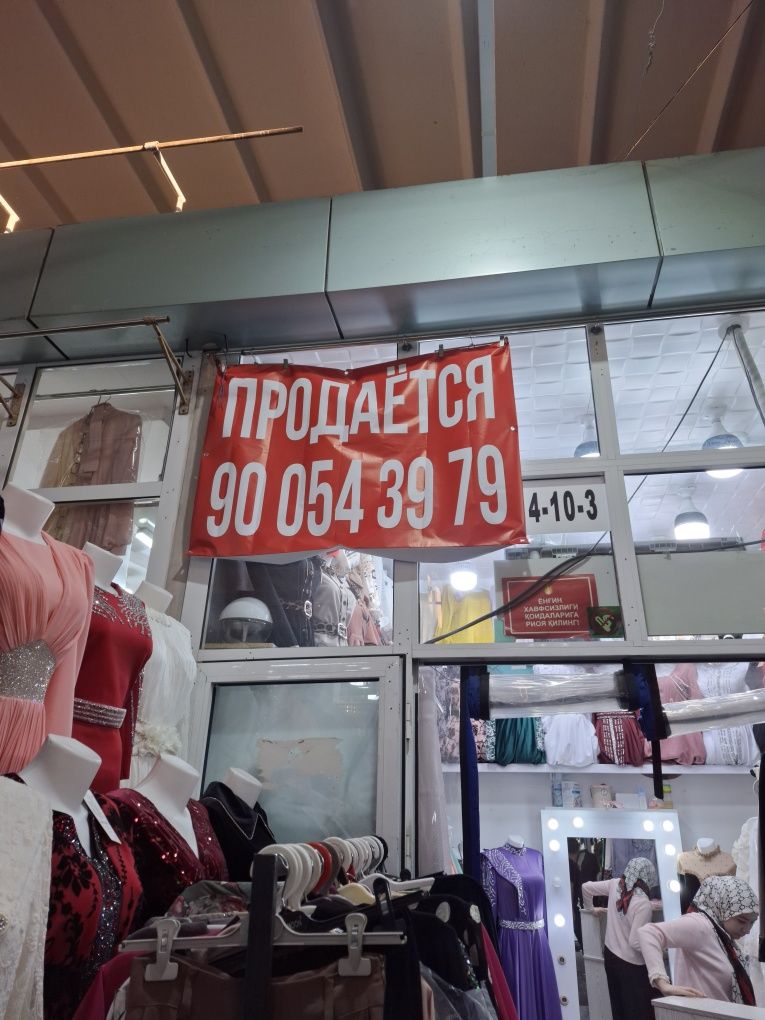 ПРОДАЁТСЯ
90 054 39 79
4-10-3
ЁНҒИН
ХАВФСИЗЛИГИ
ҚОИДАЛАРИГА
РИОЯ ҚИЛИНГ!